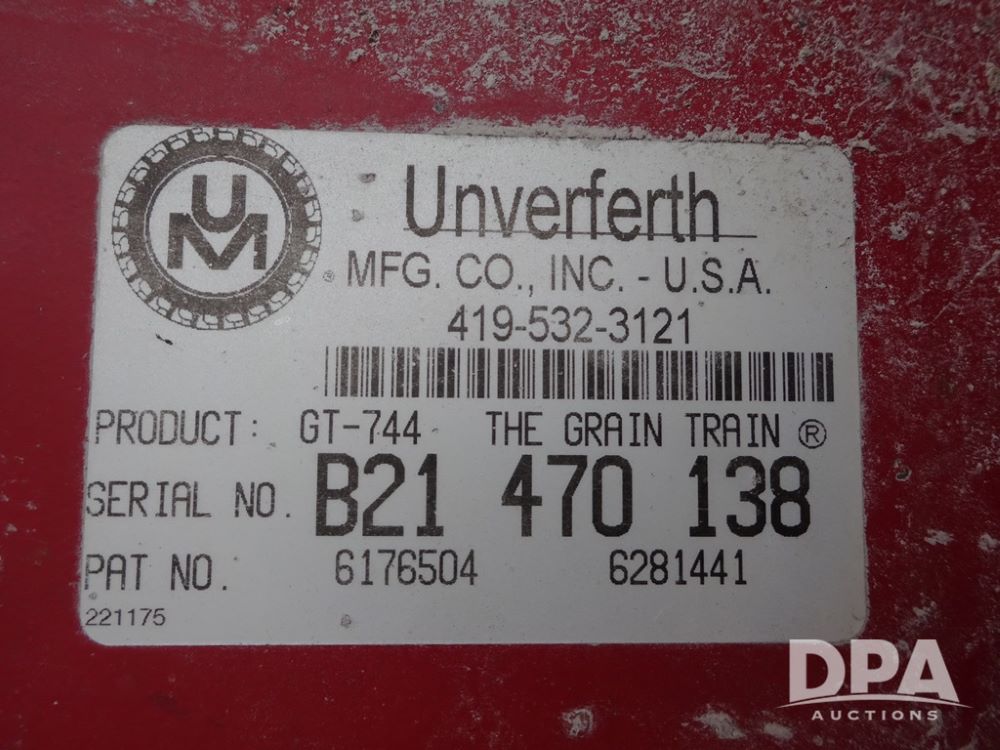 UM
Unverferth
MFG. CO., INC. - U.S.A.
419-532-3121
PRODUCT: GT-744 THE GRAIN TRAIN ®
SERIAL NO. B21 470 138
PAT NO. 6176504 6281441
221175
DPA
AUCTIONS